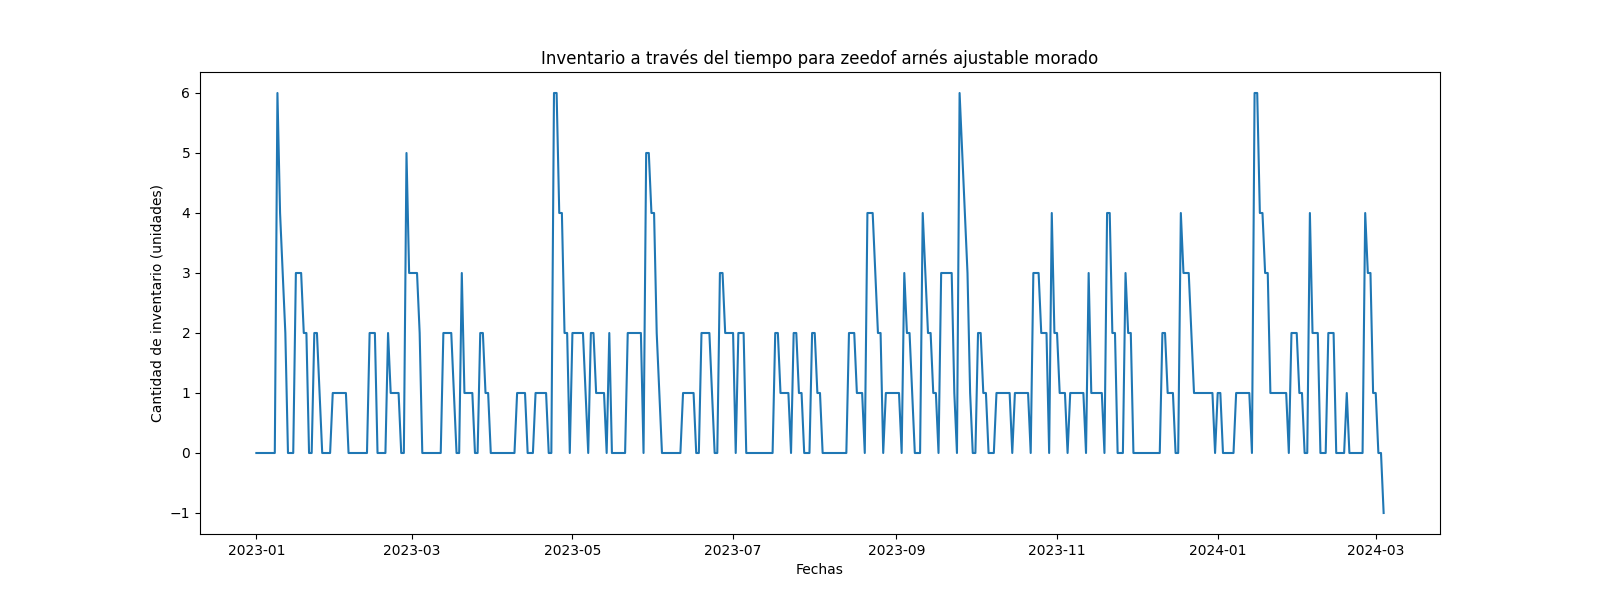 Inventario a través del tiempo para zeedof arnés ajustable morado
Cantidad de inventario (unidades)
6
5
4
3
2
1
0
−1
2023-01 2023-03 2023-05 2023-07 2023-09 2023-11 2024-01 2024-03
Fechas